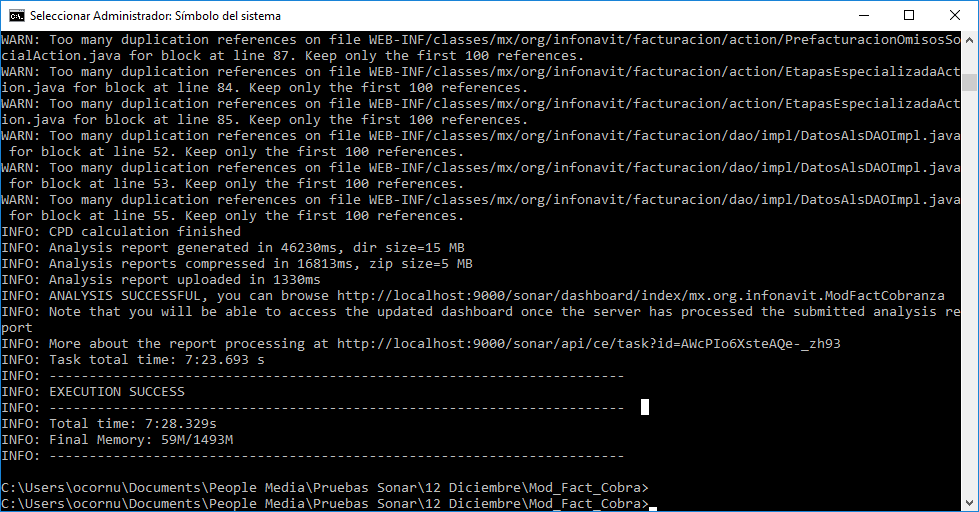 Seleccionar Administrador: Símbolo del sistema
WARN: Too many duplication references on file WEB-INF/classes/mx/org/infonavit/facturacion/action/PrefacturacionOmisosSo
cialAction.java for block at line 87. Keep only the first 100 references.
WARN: Too many duplication references on file WEB-INF/classes/mx/org/infonavit/facturacion/action/EtapasEspecializadaAct
ion.java for block at line 84. Keep only the first 100 references.
WARN: Too many duplication references on file WEB-INF/classes/mx/org/infonavit/facturacion/action/EtapasEspecializadaAct
ion.java for block at line 85. Keep only the first 100 references.
WARN: Too many duplication references on file WEB-INF/classes/mx/org/infonavit/facturacion/dao/impl/DatosAlsDAOImpl.java
 for block at line 52. Keep only the first 100 references.
WARN: Too many duplication references on file WEB-INF/classes/mx/org/infonavit/facturacion/dao/impl/DatosAlsDAOImpl.java
 for block at line 53. Keep only the first 100 references.
WARN: Too many duplication references on file WEB-INF/classes/mx/org/infonavit/facturacion/dao/impl/DatosAlsDAOImpl.java
 for block at line 55. Keep only the first 100 references.
INFO: CPD calculation finished
INFO: Analysis report generated in 46230ms, dir size=15 MB
INFO: Analysis reports compressed in 16813ms, zip size=5 MB
INFO: Analysis report uploaded in 1330ms
INFO: ANALYSIS SUCCESSFUL, you can browse http://localhost:9000/sonar/dashboard/index/mx.org.infonavit.ModFactCobranza
INFO: Note that you will be able to access the updated dashboard once the server has processed the submitted analysis re
port
INFO: More about the report processing at http://localhost:9000/sonar/api/ce/task?id=AWcPIo6XsteAQe-_zh93
INFO: Task total time: 7:23.693 s
INFO: ------------------------------------------------------------------------
INFO: EXECUTION SUCCESS
INFO: ------------------------------------------------------------------------
INFO: Total time: 7:28.329s
INFO: Final Memory: 59M/1493M
INFO: ------------------------------------------------------------------------
C:\Users\ocornu\Documents\People Media\Pruebas Sonar\12 Diciembre\Mod_Fact_Cobra>
C:\Users\ocornu\Documents\People Media\Pruebas Sonar\12 Diciembre\Mod_Fact_Cobra>